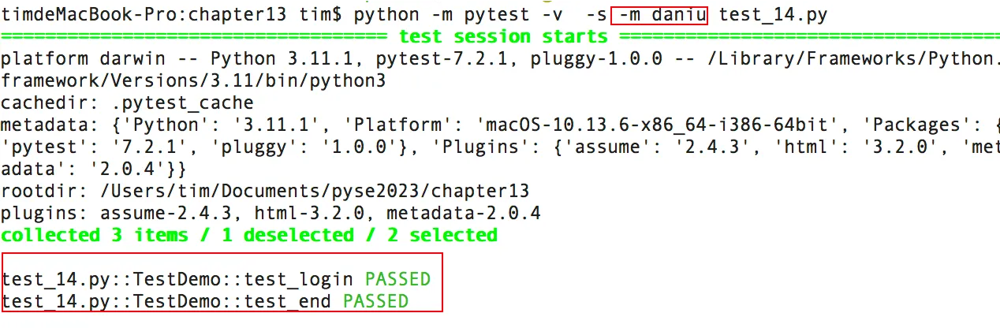 timdeMacBook-Pro:chapter13 tim$ python -m pytest -v  -s -m daniu test_14.py
=================================== test session starts ===================================
platform darwin -- Python 3.11.1, pytest-7.2.1, pluggy-1.0.0 -- /Library/Frameworks/Python.
framework/Versions/3.11/bin/python3
cachedir: .pytest_cache
metadata: {'Python': '3.11.1', 'Platform': 'macOS-10.13.6-x86_64-i386-64bit', 'Packages': {
'pytest': '7.2.1', 'pluggy': '1.0.0'}, 'Plugins': {'assume': '2.4.3', 'html': '3.2.0', 'met
adata': '2.0.4'}}
rootdir: /Users/tim/Documents/pyse2023/chapter13
plugins: assume-2.4.3, html-3.2.0, metadata-2.0.4
collected 3 items / 1 deselected / 2 selected
test_14.py::TestDemo::test_login PASSED
test_14.py::TestDemo::test_end PASSED